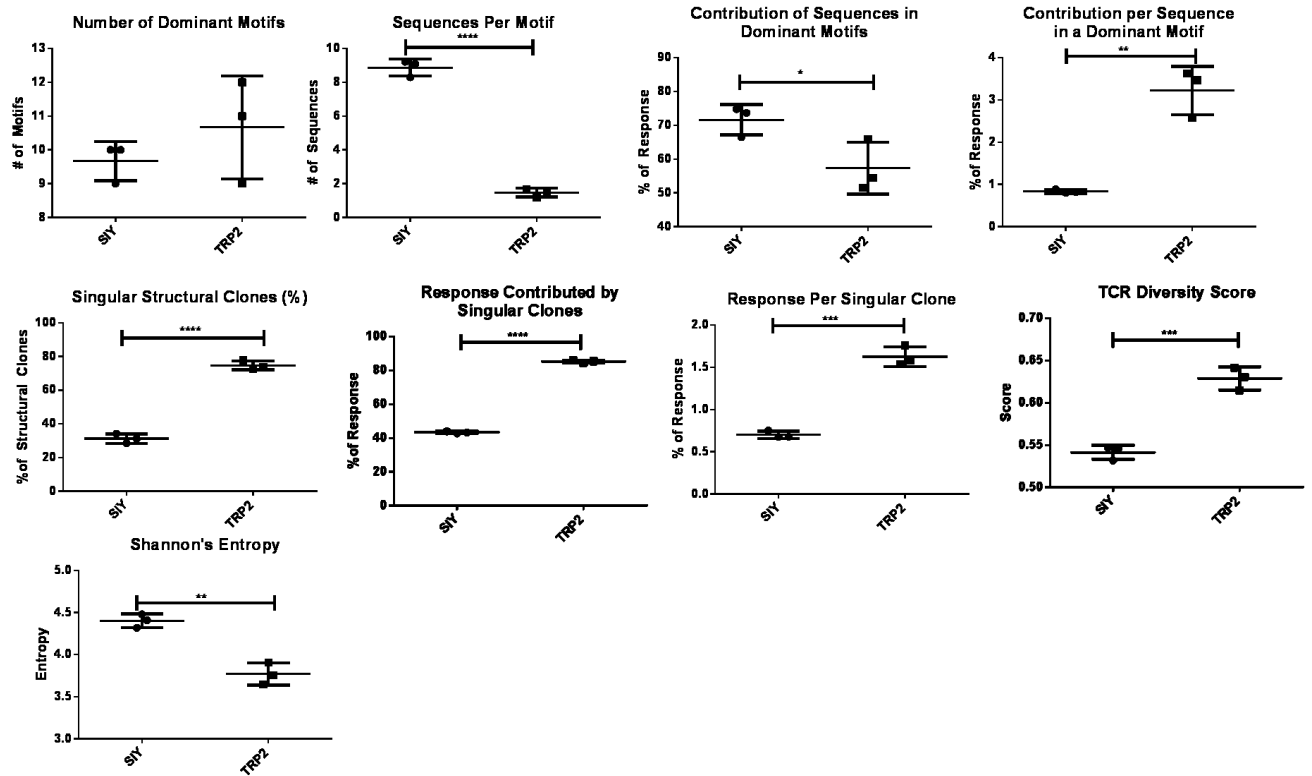 Number of Dominant Motifs
# of Motifs
13
12
11
10
9
8
SIY
TRP2
Sequences Per Motif
****
# of Sequences
10
8
6
4
2
0
SIY
TRP2
Contribution of Sequences in
Dominant Motifs
*
% of Response
90
80
70
60
50
40
SIY
TRP2
Contribution per Sequence
in a Dominant Motif
**
%of Response
4
3
2
1
0
SIY
TRP2
Singular Structural Clones (%)
****
%of Structural Clones
100
80
60
40
20
0
SIY
TRP2
Response Contributed by
Singular Clones
****
%of Response
100
80
60
40
20
0
SIY
TRP2
Response Per Singular Clone
***
% of Response
2.0
1.5
1.0
0.5
0.0
SIY
TRP2
TCR Diversity Score
***
Score
0.70
0.65
0.60
0.55
0.50
SIY
TRP2
Shannon's Entropy
**
Entropy
5.0
4.5
4.0
3.5
3.0
SIY
TRP2